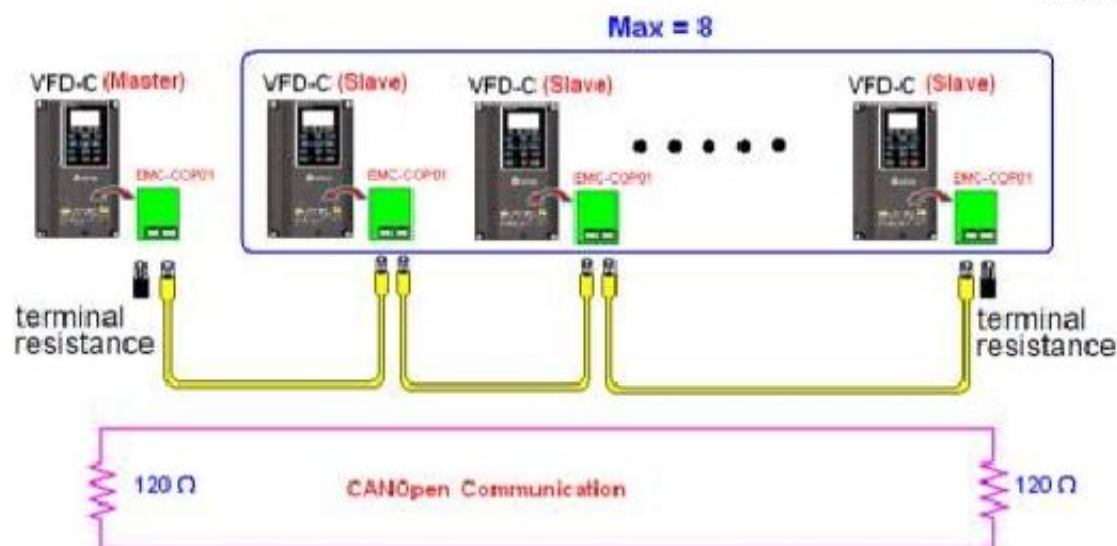 Max = 8
VFD-C (Master)
VFD-C (Slave)
VFD-C (Slave)
VFD-C (Slave)
EMC-COP01
EMC-COP01
EMC-COP01
EMC-COP01
terminal
resistance
terminal
resistance
120 Ω
CANOpen Communication
120 Ω